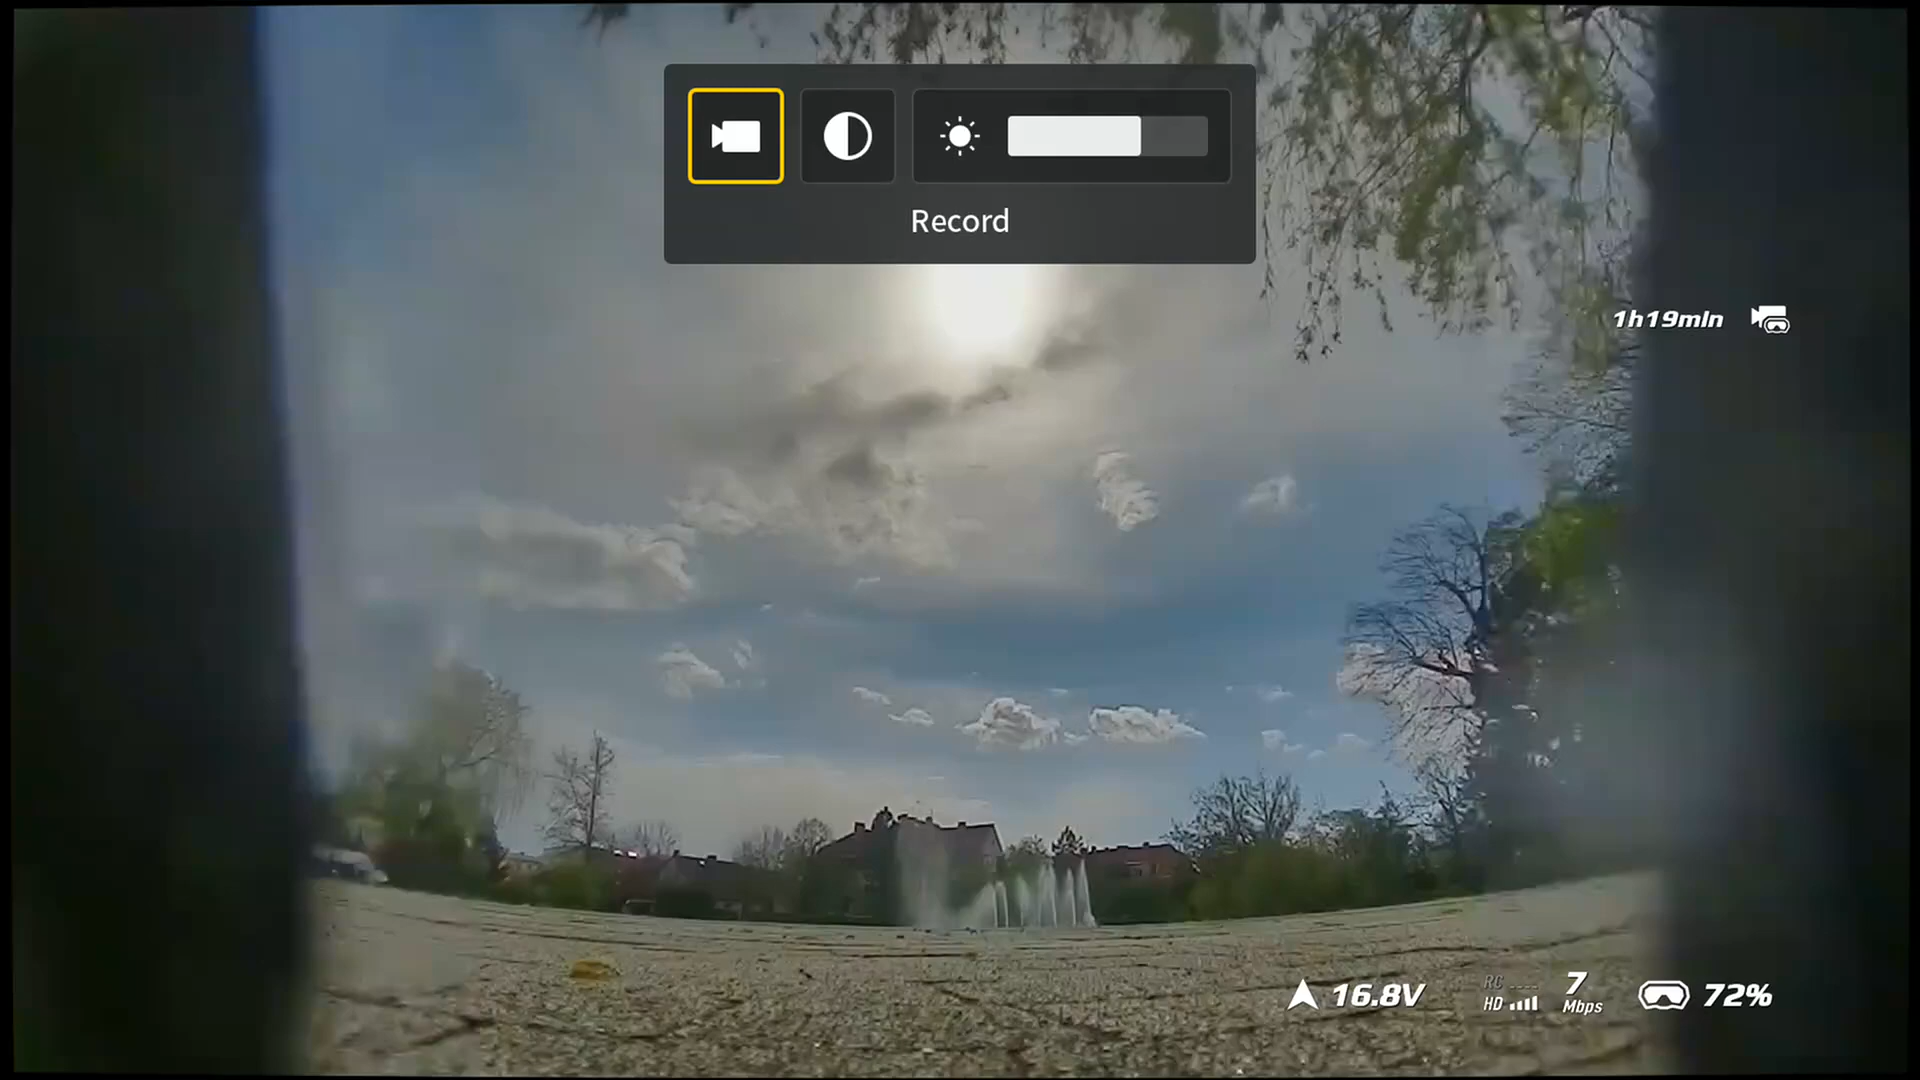 Record
1h19min
16.8V
RC ----
HD
7
Mbps
72%